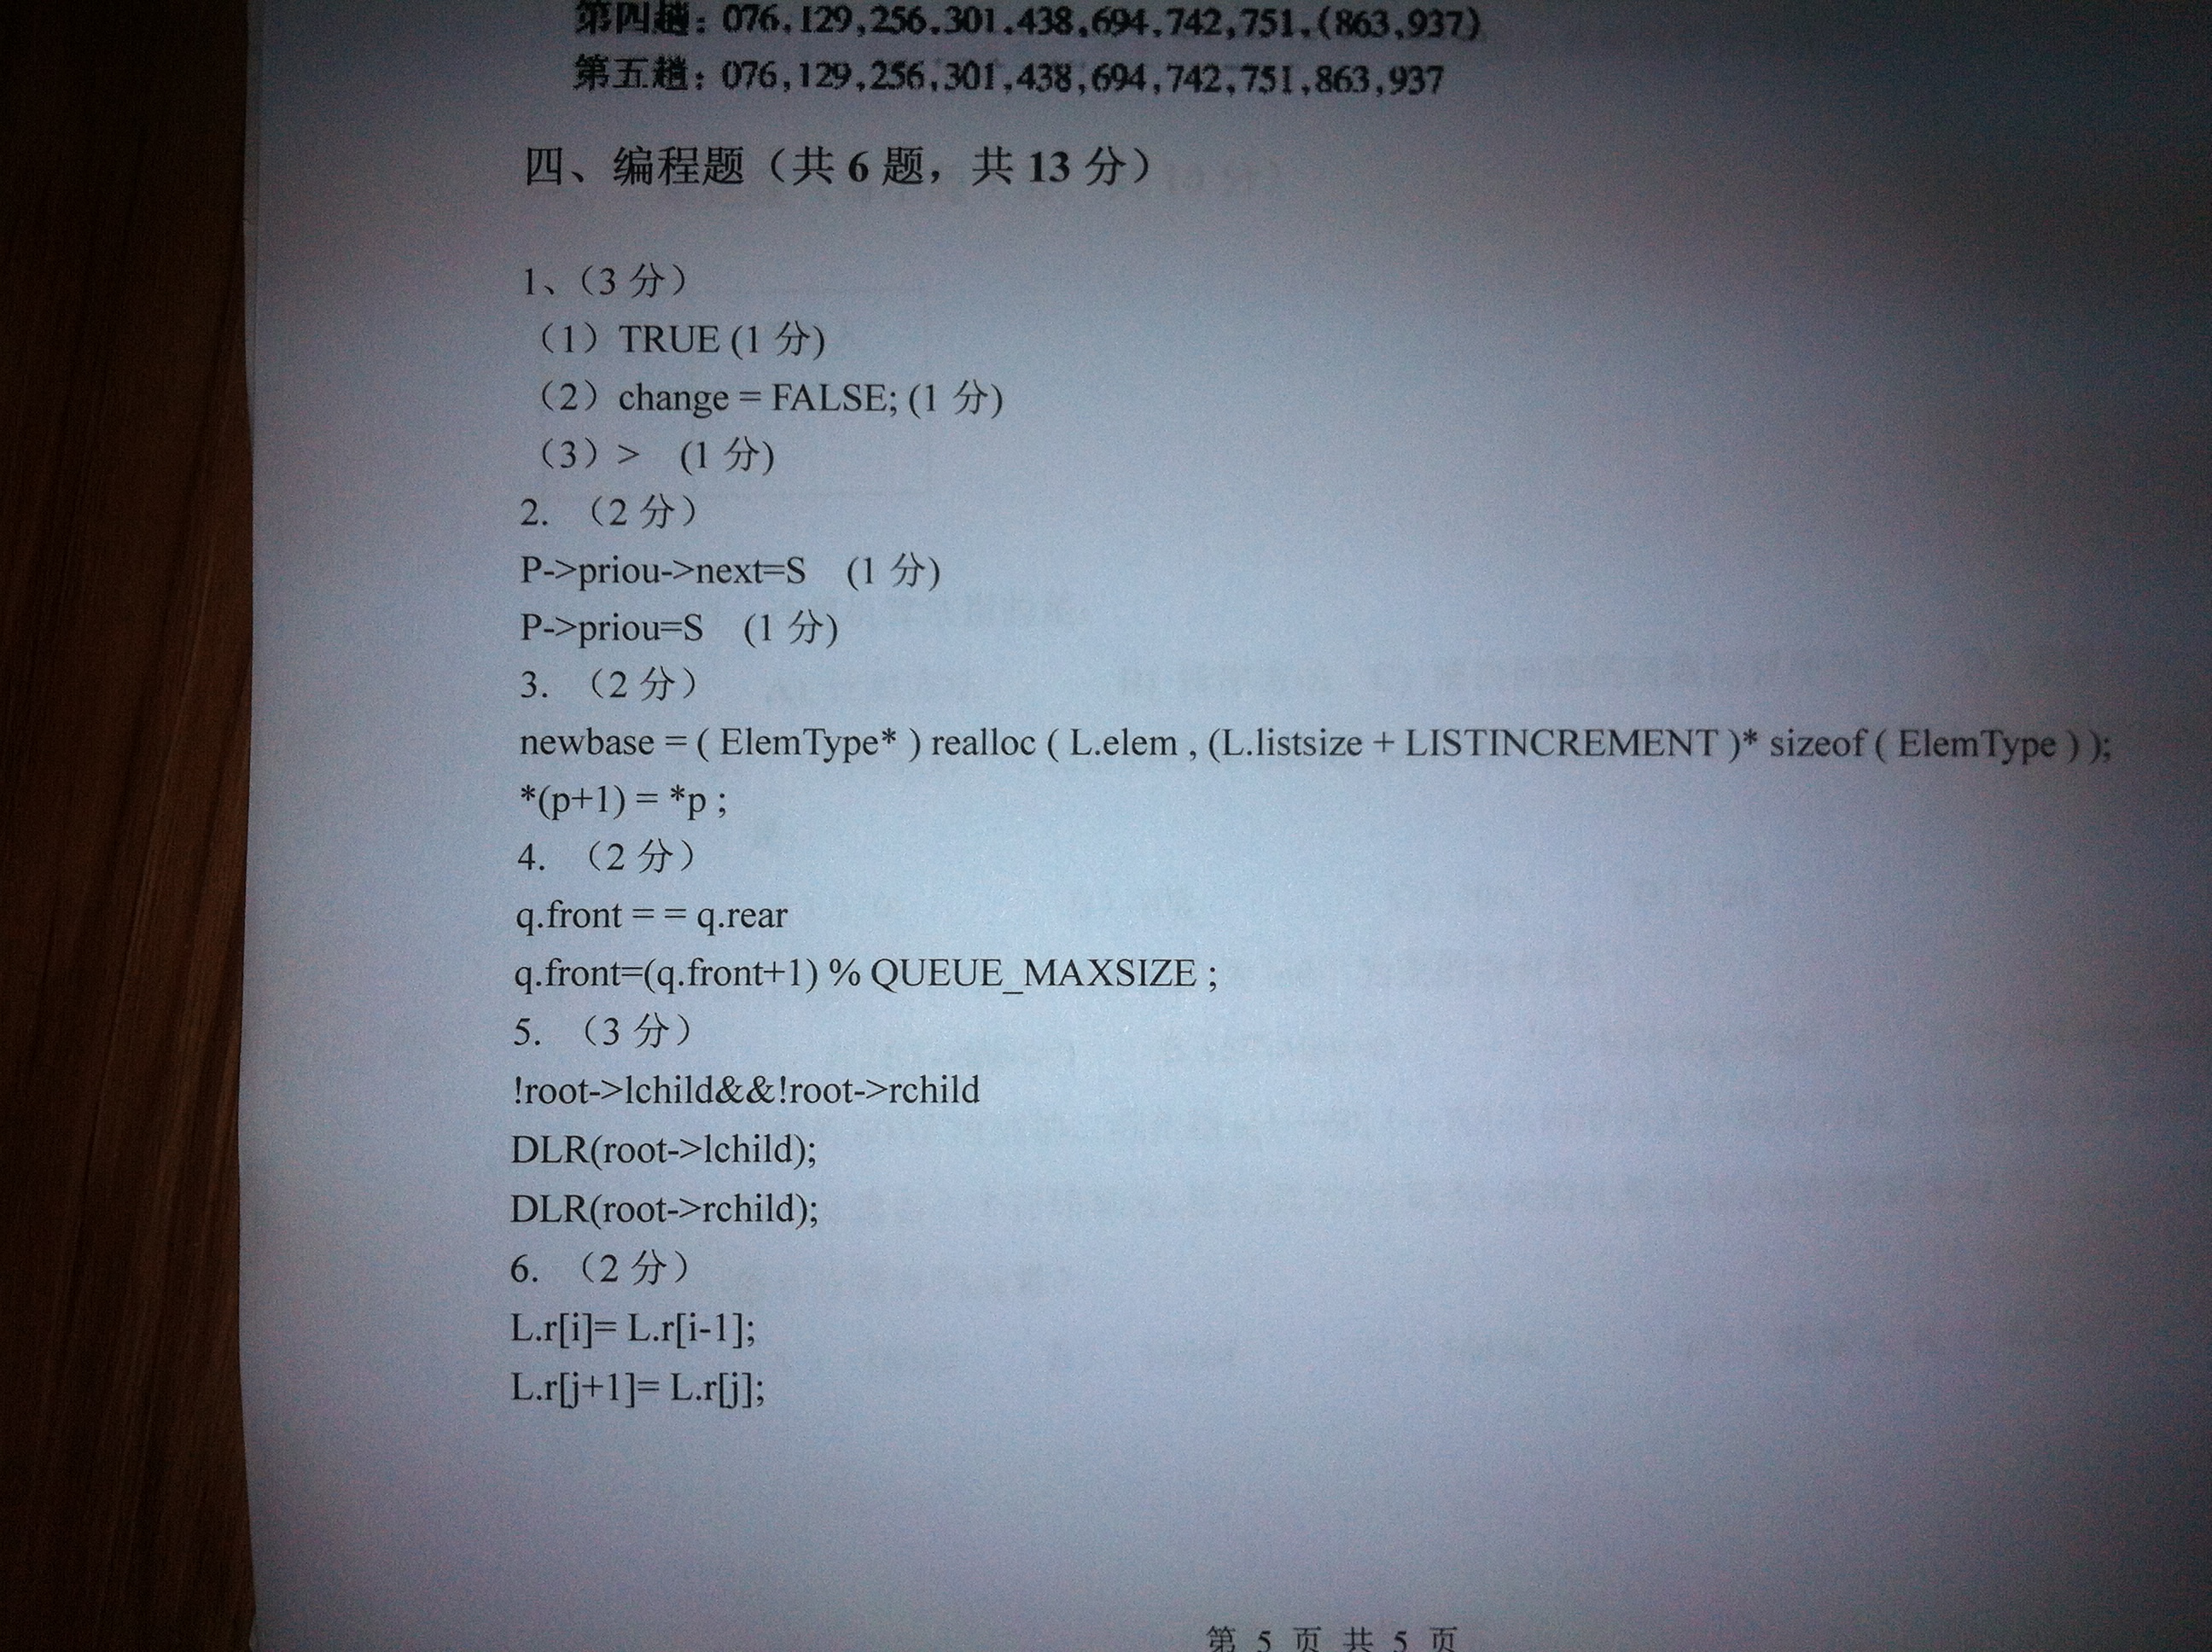 第四趟：076,129,256,301,438,694,742,751,(863,937)
第五趟：076,129,256,301,438,694,742,751,863,937
四、编程题（共 6 题，共 13 分）
1、（3 分）
（1）TRUE (1 分)
（2）change = FALSE; (1 分)
（3）> (1 分)
2. （2 分）
P->priou->next=S (1 分)
P->priou=S (1 分)
3. （2 分）
newbase = ( ElemType* ) realloc ( L.elem , (L.listsize + LISTINCREMENT )* sizeof ( ElemType ) );
*(p+1) = *p ;
4. （2 分）
q.front = = q.rear
q.front=(q.front+1) % QUEUE_MAXSIZE ;
5. （3 分）
!root->lchild&&!root->rchild
DLR(root->lchild);
DLR(root->rchild);
6. （2 分）
L.r[i]= L.r[i-1];
L.r[j+1]= L.r[j];
第 5 页 共 5 页